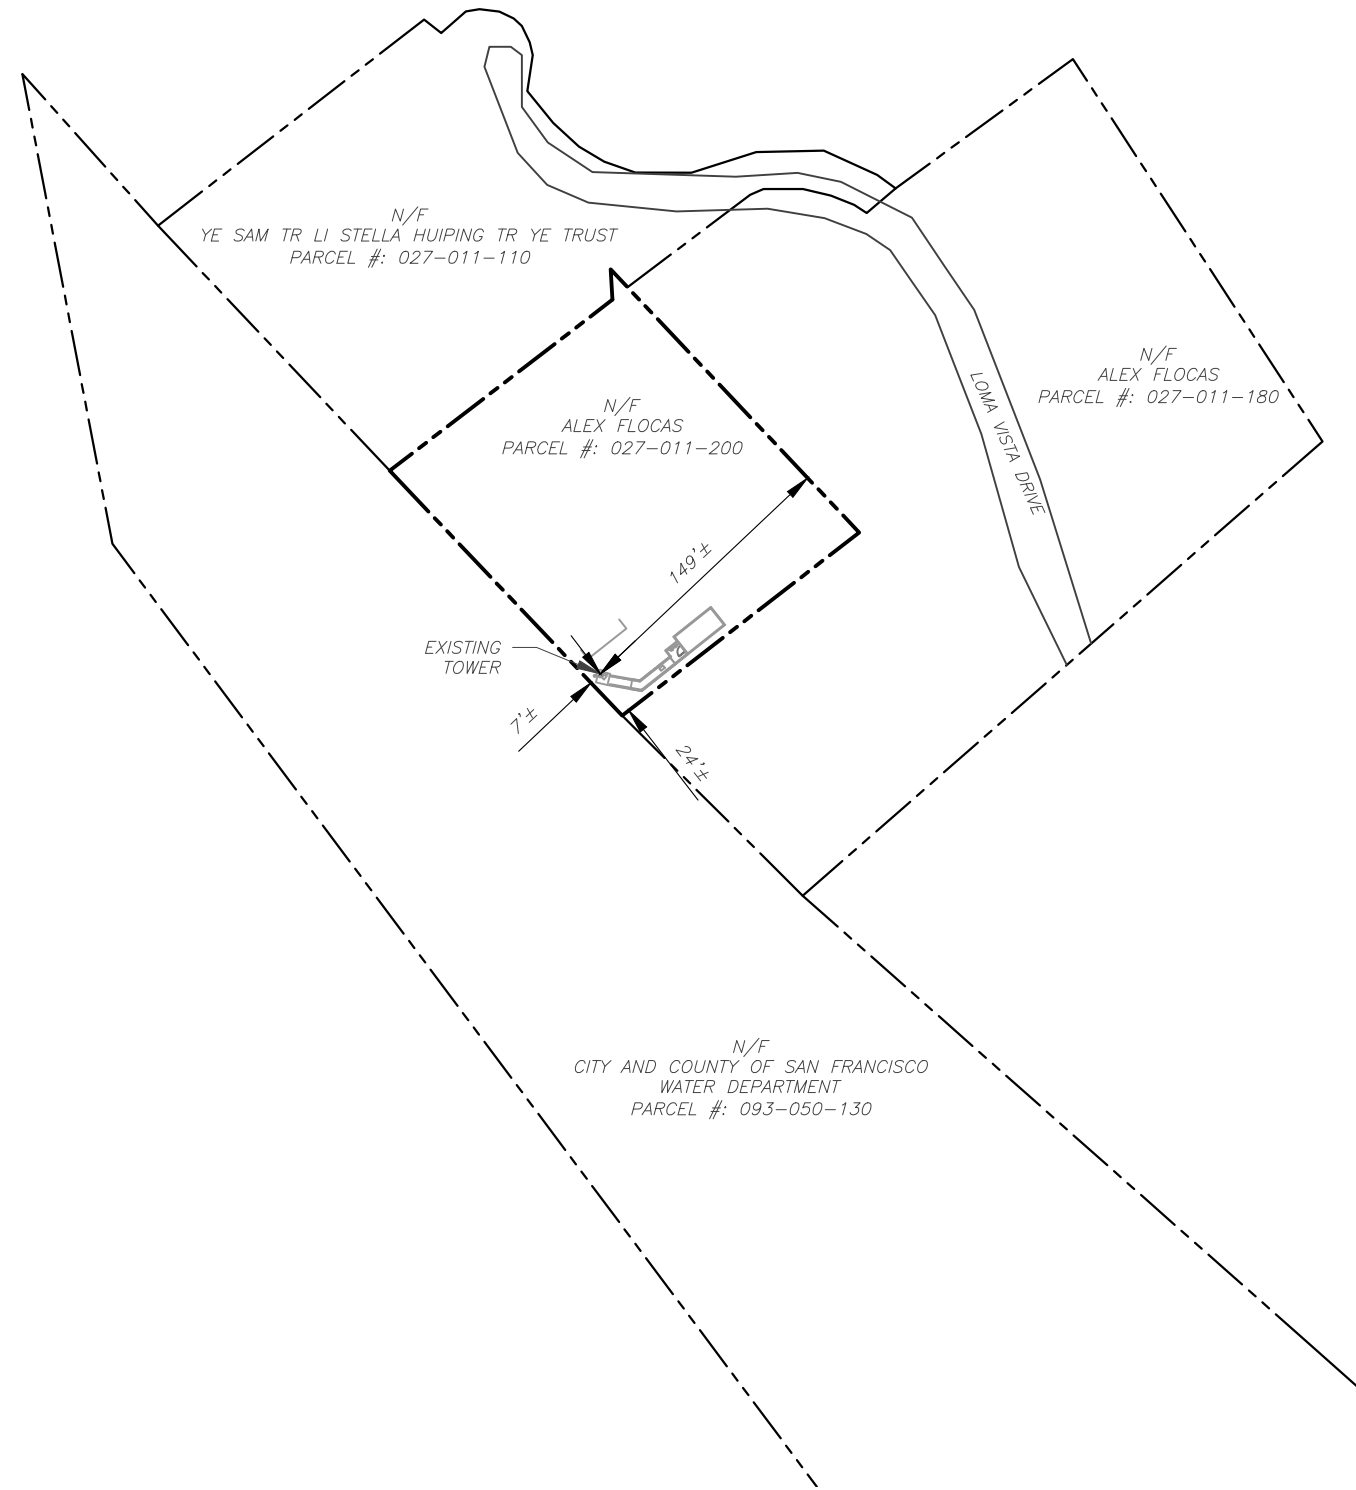 N/F
YE SAM TR LI STELLA HUIPING TR YE TRUST
PARCEL #: 027-011-110
N/F
ALEX FLOCAS
PARCEL #: 027-011-180
LOMA VISTA DRIVE
N/F
ALEX FLOCAS
PARCEL #: 027-011-200
149'±
EXISTING
TOWER
7'±
24'±
N/F
CITY AND COUNTY OF SAN FRANCISCO
WATER DEPARTMENT
PARCEL #: 093-050-130